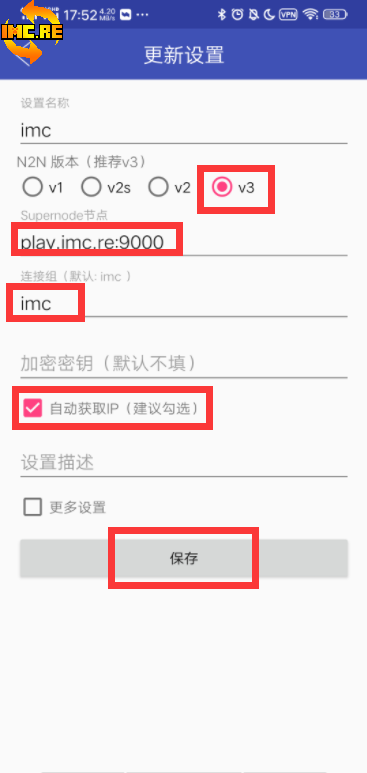 IMC.RE
17:52 4.20 MB/s ··· VPN 83
更新设置
设置名称
imc
N2N 版本（推荐v3）
v1 v2s v2 v3
Supernode节点
play.imc.re:9000
连接组（默认: imc ）
imc
加密密钥（默认不填）
自动获取IP（建议勾选）
设置描述
更多设置
保存